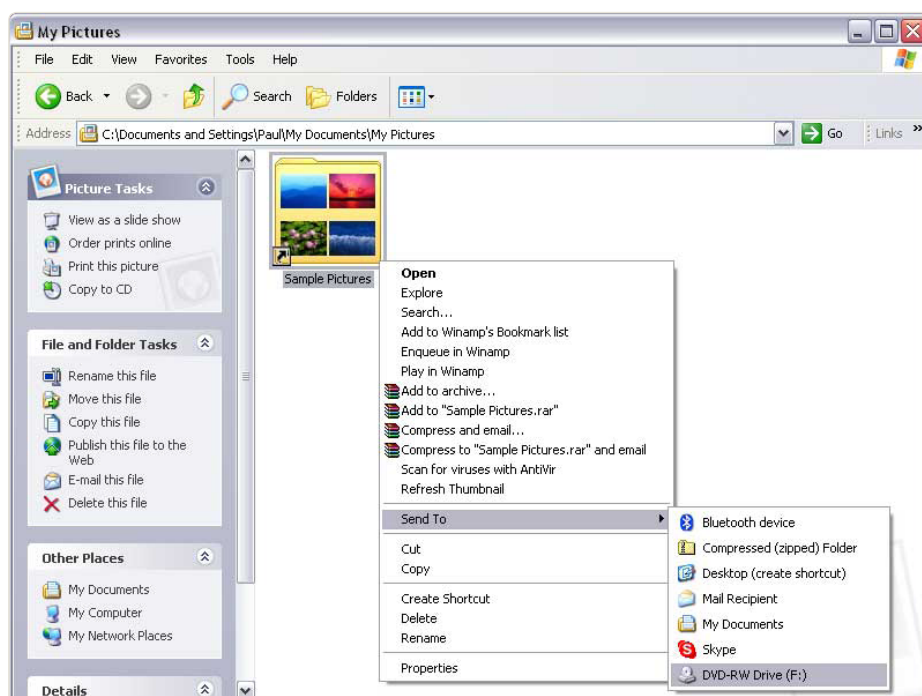 My Pictures
File Edit View Favorites Tools Help
Back Search Folders
Address C:\Documents and Settings\Paul\My Documents\My Pictures Go Links »
Picture Tasks
View as a slide show
Order prints online
Print this picture
Copy to CD
File and Folder Tasks
Rename this file
Move this file
Copy this file
Publish this file to the
Web
E-mail this file
Delete this file
Other Places
My Documents
My Computer
My Network Places
Details
Sample Pictures
Open
Explore
Search...
Add to Winamp's Bookmark list
Enqueue in Winamp
Play in Winamp
Add to archive...
Add to "Sample Pictures.rar"
Compress and email...
Compress to "Sample Pictures.rar" and email
Scan for viruses with AntiVir
Refresh Thumbnail
Send To
Cut
Copy
Create Shortcut
Delete
Rename
Properties
Bluetooth device
Compressed (zipped) Folder
Desktop (create shortcut)
Mail Recipient
My Documents
Skype
DVD-RW Drive (F:)